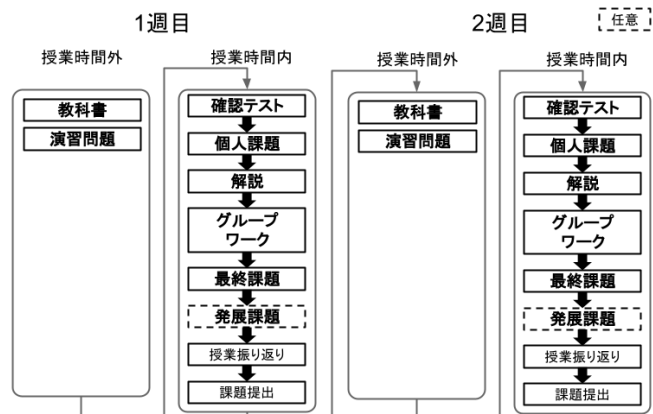 1週目
2週目
任意
授業時間外
授業時間内
授業時間外
授業時間内
教科書
演習問題
確認テスト
個人課題
解説
グループ
ワーク
最終課題
発展課題
授業振り返り
課題提出
教科書
演習問題
確認テスト
個人課題
解説
グループ
ワーク
最終課題
発展課題
授業振り返り
課題提出